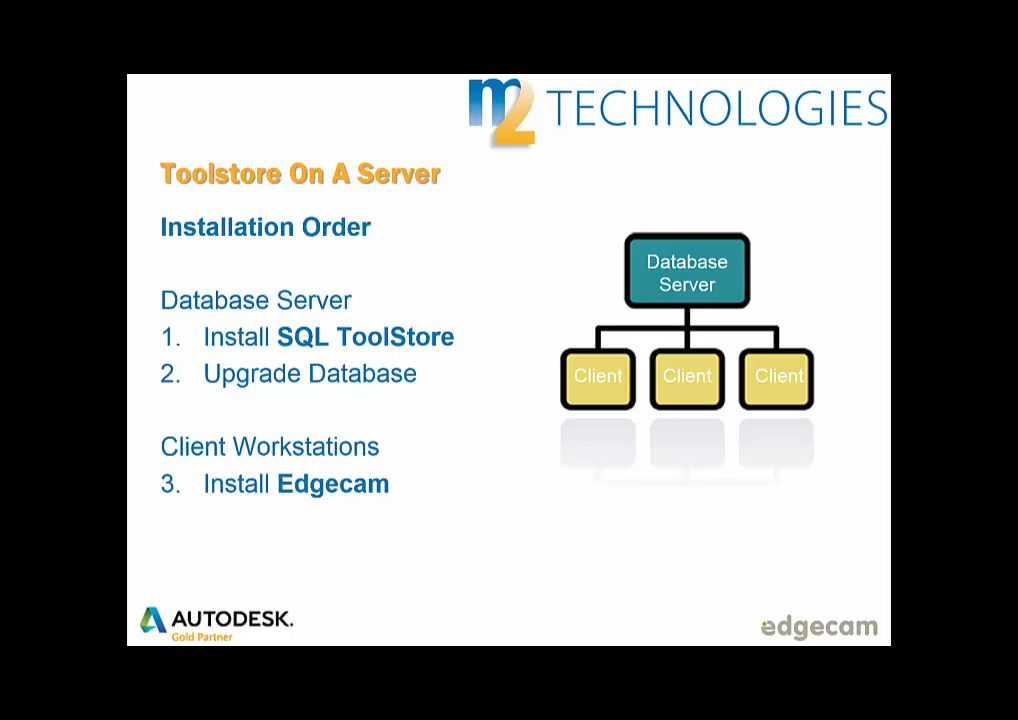 m2 TECHNOLOGIES
Toolstore On A Server
Installation Order
Database Server
1. Install SQL ToolStore
2. Upgrade Database
Client Workstations
3. Install Edgecam
Database
Server
Client Client Client
AUTODESK.
Gold Partner
edgecam